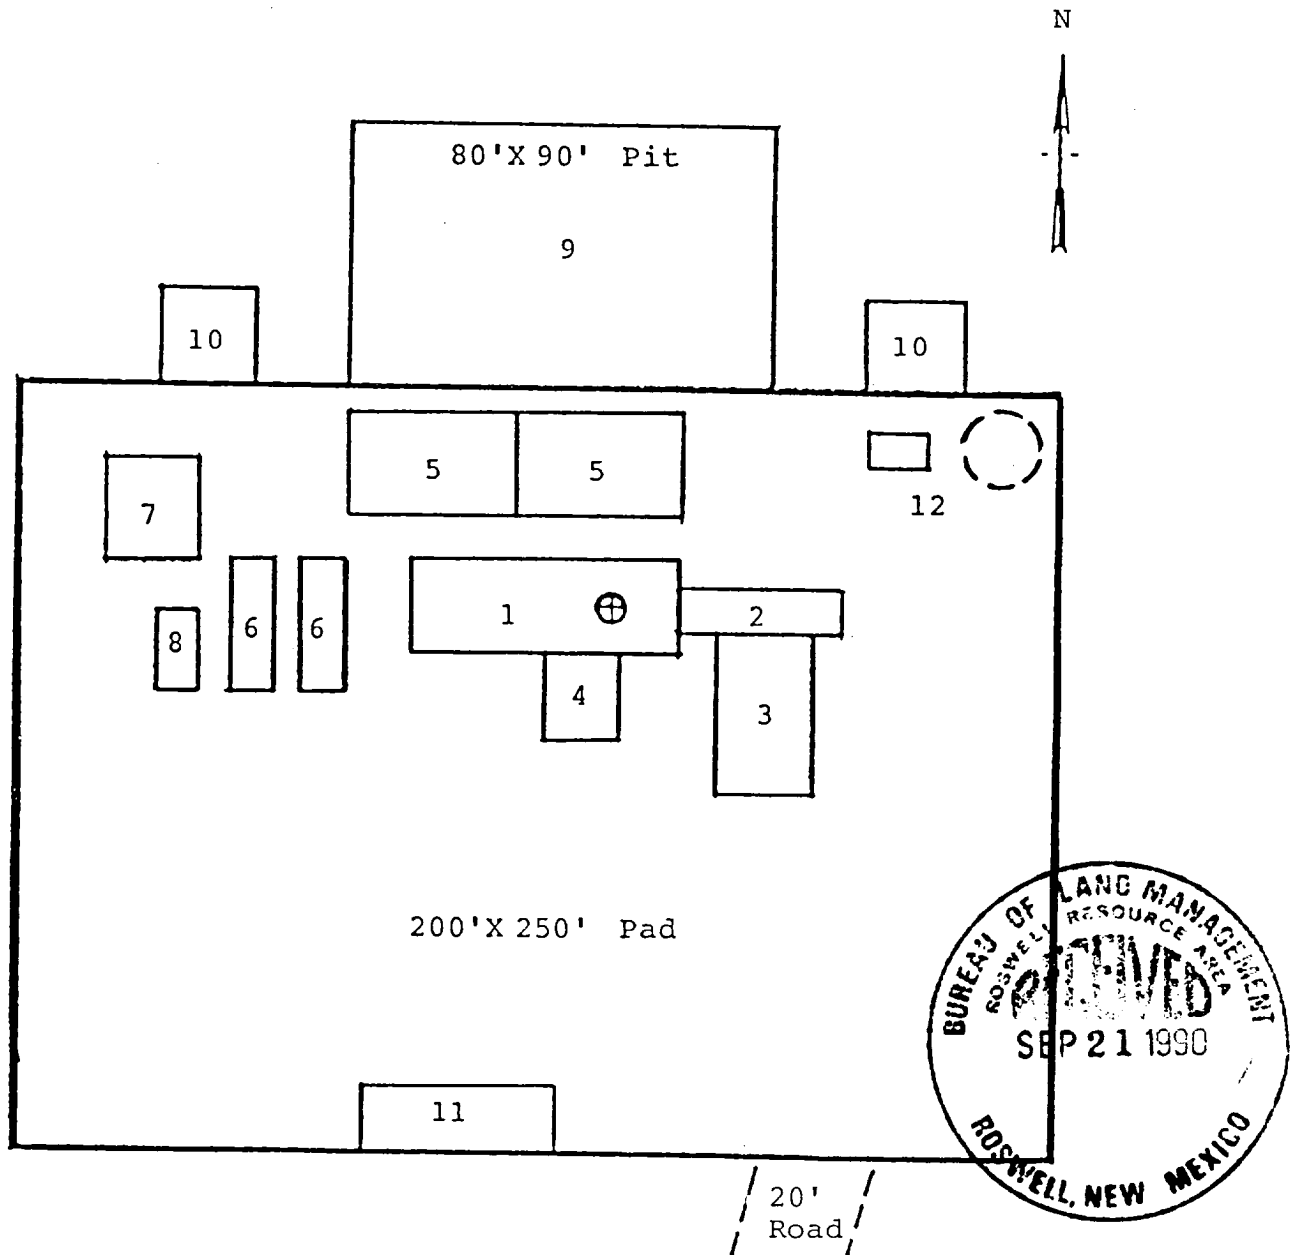 N
80'X 90' Pit
9
10
10
5
5
7
12
1
2
8
6
6
4
3
200'X 250' Pad
BUREAU OF LAND MANAGEMENT
ROSWELL RESOURCE AREA
RECEIVED
SEP 21 1990
ROSWELL, NEW MEXICO
11
20'
Road